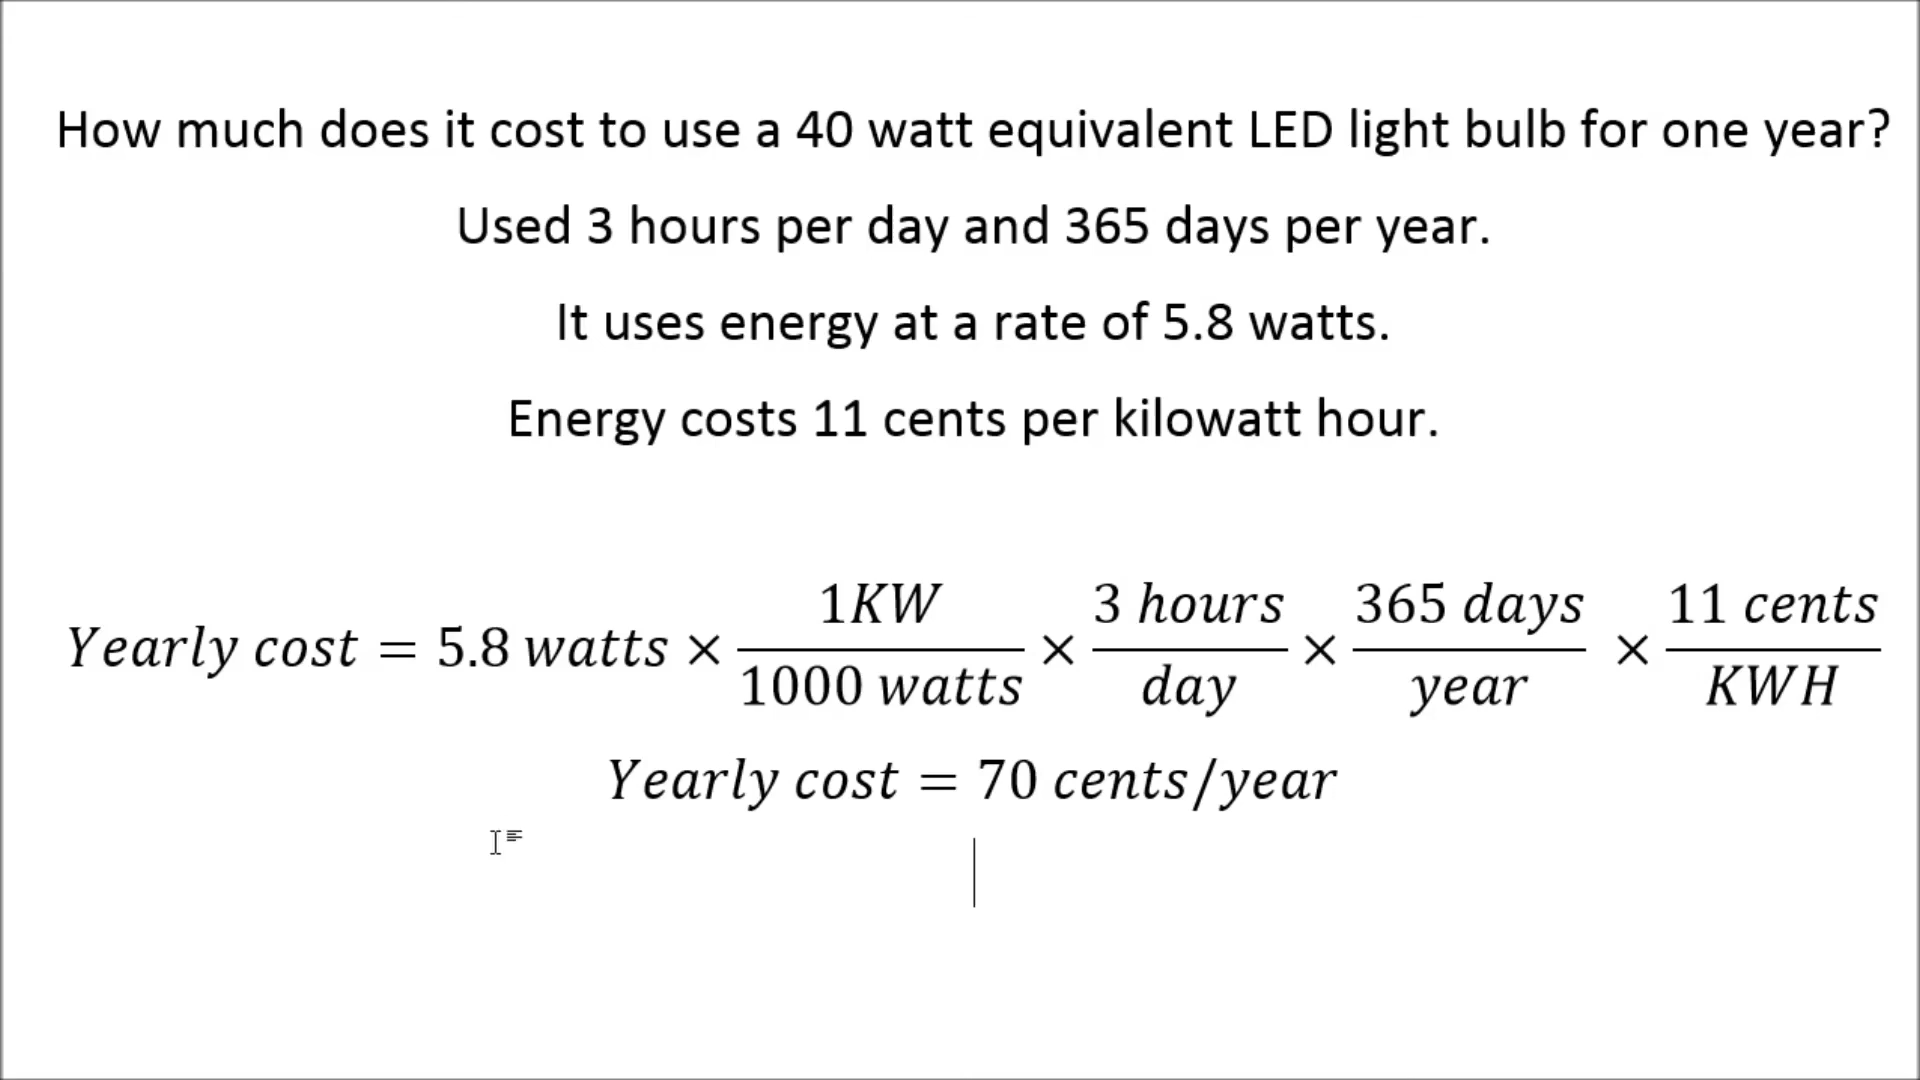 How much does it cost to use a 40 watt equivalent LED light bulb for one year?
Used 3 hours per day and 365 days per year.
It uses energy at a rate of 5.8 watts.
Energy costs 11 cents per kilowatt hour.
Yearly cost = 5.8 watts × 1KW/1000 watts × 3 hours/day × 365 days/year × 11 cents/KWH
Yearly cost = 70 cents/year